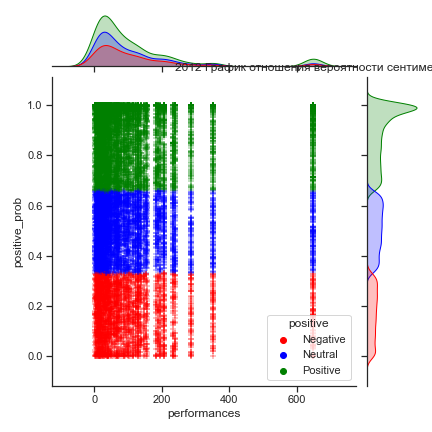 2012 График отношения вероятности сентиме
1.0
0.8
0.6
0.4
0.2
0.0
positive_prob
positive
Negative
Neutral
Positive
0 200 400 600
performances